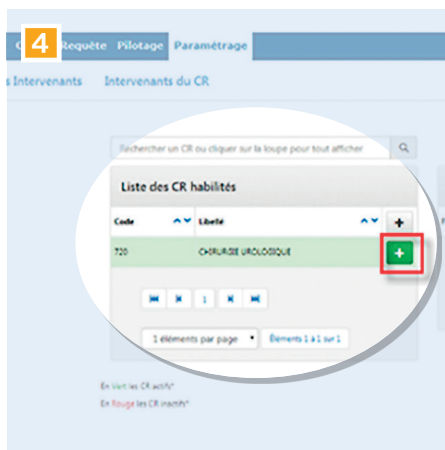 4
Requête Pilotage Paramétrage
s Intervenants Intervenants du CR
Rechercher un CR ou cliquer sur la loupe pour tout afficher
Liste des CR habilités
Code Libellé +
720 CHIRURGIE UROLOGIQUE +
1
1 éléments par page Éléments 1 à 1 sur 1
En Vert les CR actifs*
En Rouge les CR inactifs*